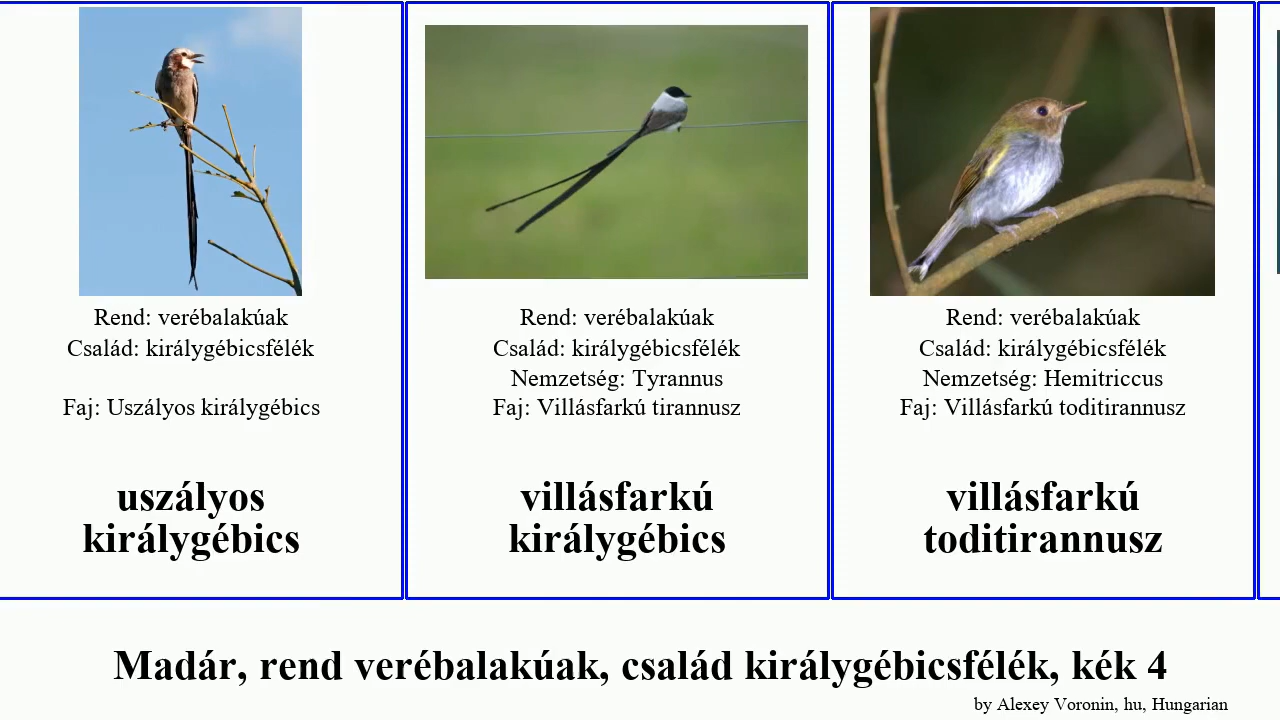 Rend: verébalakúak
Család: királygébicsfélék
Faj: Uszályos királygébics
uszályos
királygébics
Rend: verébalakúak
Család: királygébicsfélék
Nemzetség: Tyrannus
Faj: Villásfarkú tirannusz
villásfarkú
királygébics
Rend: verébalakúak
Család: királygébicsfélék
Nemzetség: Hemitriccus
Faj: Villásfarkú toditirannusz
villásfarkú
toditirannusz
Madár, rend verébalakúak, család királygébicsfélék, kék 4
by Alexey Voronin, hu, Hungarian